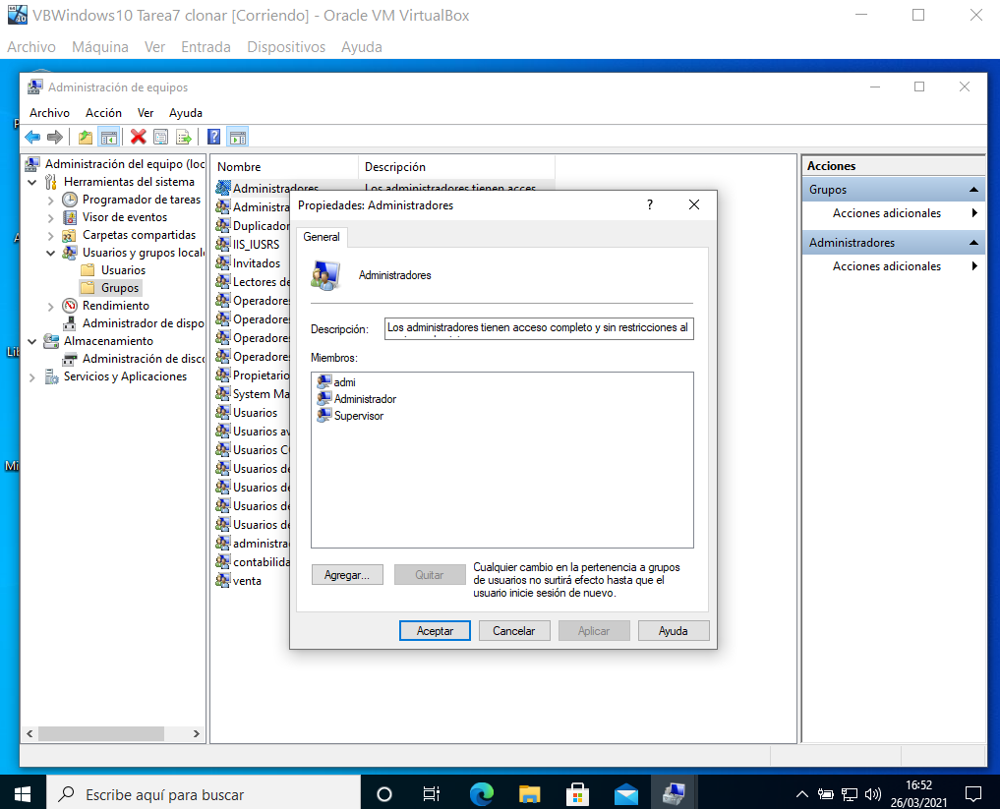 VBWindows10 Tarea7 clonar [Corriendo] - Oracle VM VirtualBox
Archivo Máquina Ver Entrada Dispositivos Ayuda
Administración de equipos
Archivo Acción Ver Ayuda
Administración del equipo (loc
Herramientas del sistema
Programador de tareas
Visor de eventos
Carpetas compartidas
Usuarios y grupos locale
Usuarios
Grupos
Rendimiento
Administrador de dispo
Almacenamiento
Administración de disco
Servicios y Aplicaciones
Nombre Descripción
Administradores Los administradores tienen acces
Administra
Duplicador
IIS_IUSRS
Invitados
Lectores de
Operadores
Operadores
Operadores
Operadores
Propietario
System Ma
Usuarios
Usuarios av
Usuarios CO
Usuarios de
Usuarios de
Usuarios de
Usuarios de
administrac
contabilida
venta
Propiedades: Administradores ?
General
Administradores
Descripción: Los administradores tienen acceso completo y sin restricciones al
Miembros:
admi
Administrador
Supervisor
Agregar... Quitar
Cualquier cambio en la pertenencia a grupos
de usuarios no surtirá efecto hasta que el
usuario inicie sesión de nuevo.
Aceptar Cancelar Aplicar Ayuda
Acciones
Grupos
Acciones adicionales
Administradores
Acciones adicionales
Lib
Mi
Escribe aquí para buscar
16:52
26/03/2021